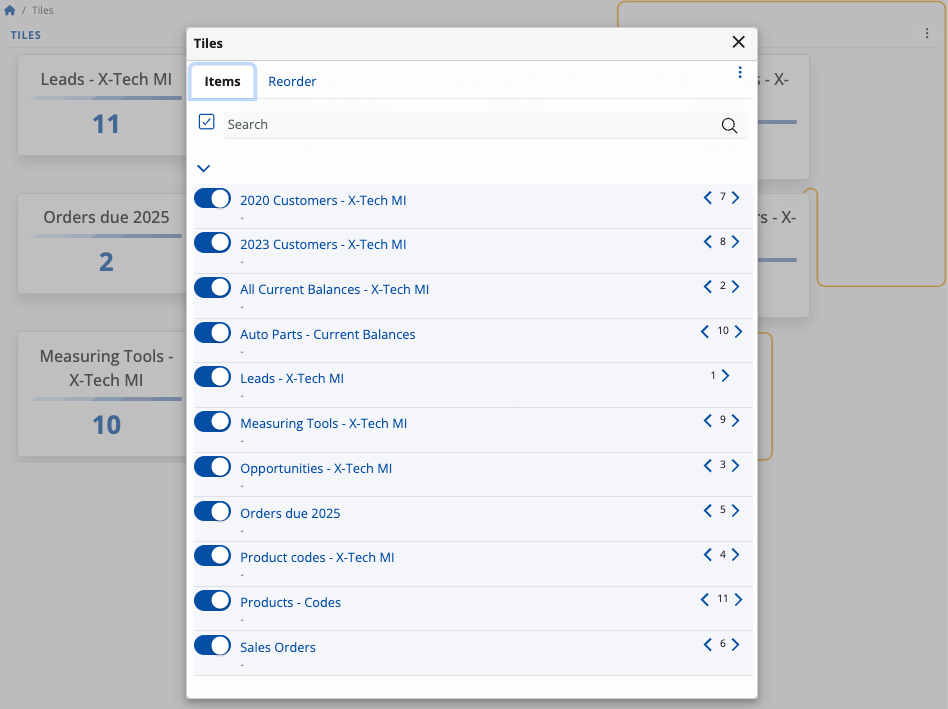 / Tiles
TILES
Leads - X-Tech MI
11
Orders due 2025
2
Measuring Tools -
X-Tech MI
10
s - X-
rs - X-
Tiles
Items
Reorder
Search
2020 Customers - X-Tech MI
-
7
2023 Customers - X-Tech MI
-
8
All Current Balances - X-Tech MI
-
2
Auto Parts - Current Balances
-
10
Leads - X-Tech MI
-
1
Measuring Tools - X-Tech MI
-
9
Opportunities - X-Tech MI
-
3
Orders due 2025
-
5
Product codes - X-Tech MI
-
4
Products - Codes
-
11
Sales Orders
-
6